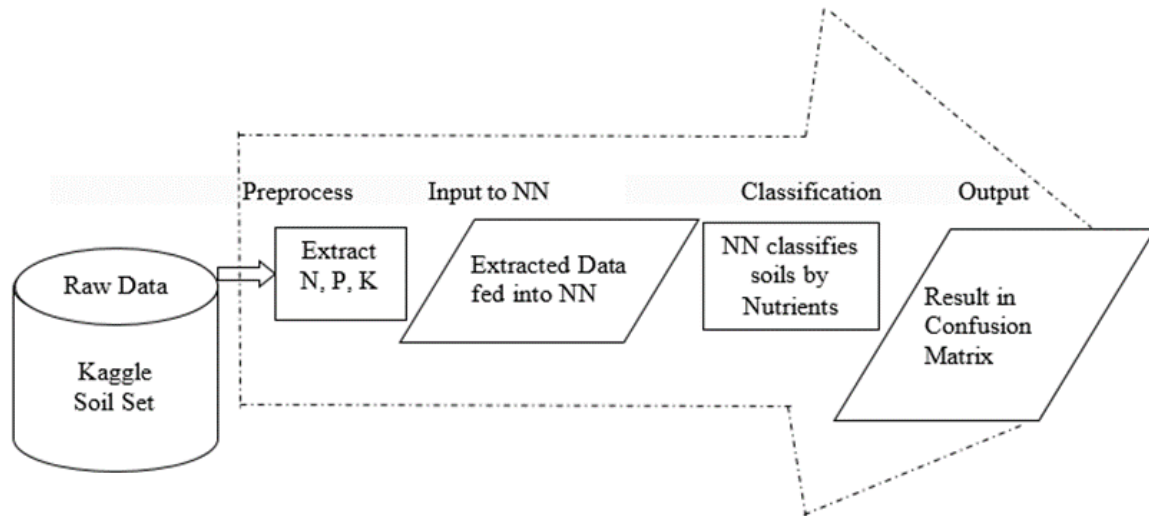 Preprocess
Input to NN
Classification
Output
Raw Data
Kaggle
Soil Set
Extract
N, P, K
Extracted Data
fed into NN
NN classifies
soils by
Nutrients
Result in
Confusion
Matrix